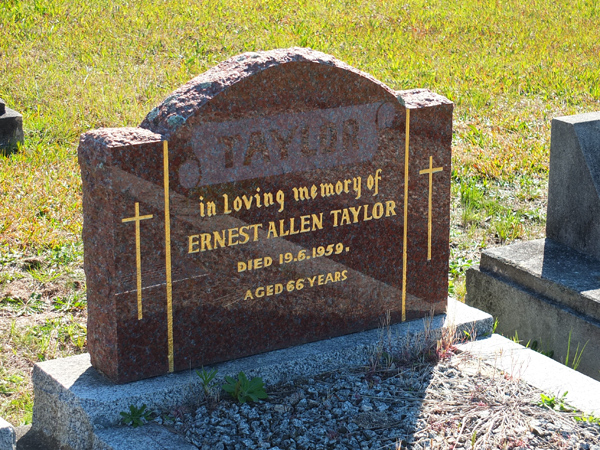 TAYLOR
in Loving memory of
ERNEST ALLEN TAYLOR
DIED 19.6.1959.
AGED 66 YEARS